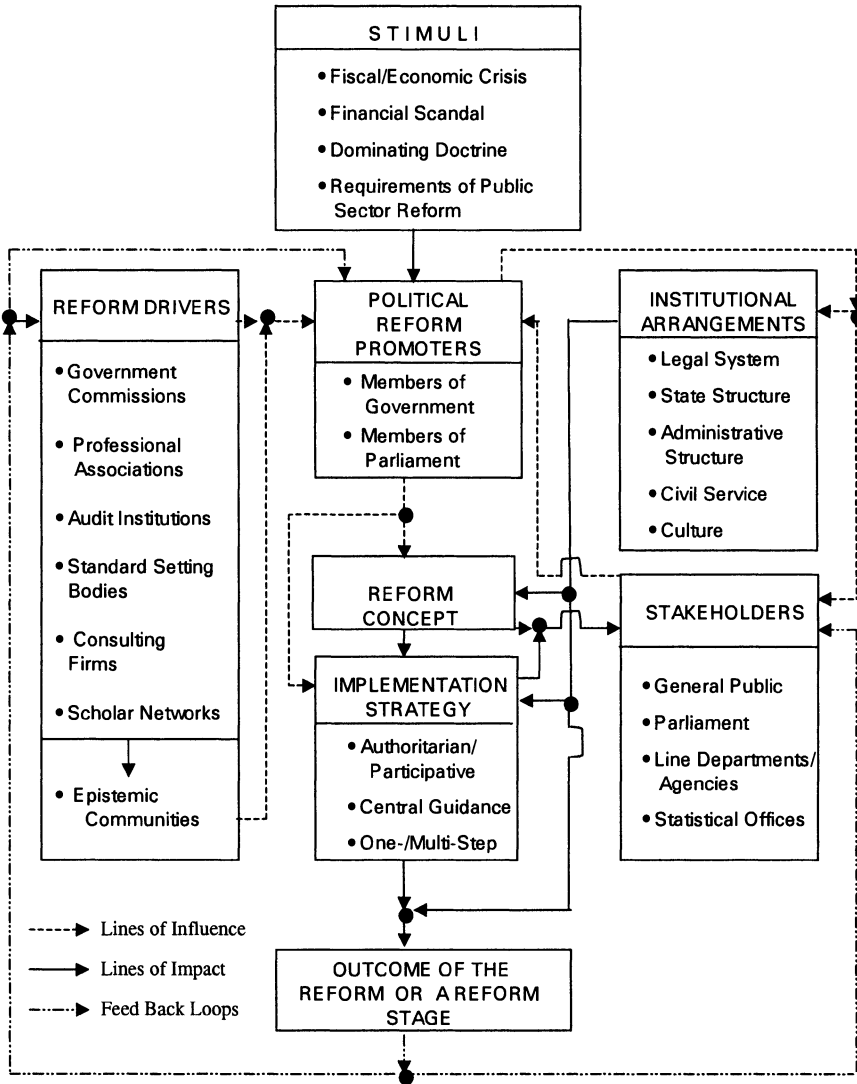 STIMULI
• Fiscal/Economic Crisis
• Financial Scandal
• Dominating Doctrine
• Requirements of Public
Sector Reform
REFORM DRIVERS
• Government
Commissions
• Professional
Associations
• Audit Institutions
• Standard Setting
Bodies
• Consulting
Firms
• Scholar Networks
• Epistemic
Communities
POLITICAL
REFORM
PROMOTERS
• Members of
Government
• Members of
Parliament
REFORM
CONCEPT
IMPLEMENTATION
STRATEGY
• Authoritarian/
Participative
• Central Guidance
• One-/Multi-Step
INSTITUTIONAL
ARRANGEMENTS
• Legal System
• State Structure
• Administrative
Structure
• Civil Service
• Culture
STAKEHOLDERS
• General Public
• Parliament
• Line Departments/
Agencies
• Statistical Offices
OUTCOME OF THE
REFORM OR A REFORM
STAGE
Lines of Influence
Lines of Impact
Feed Back Loops